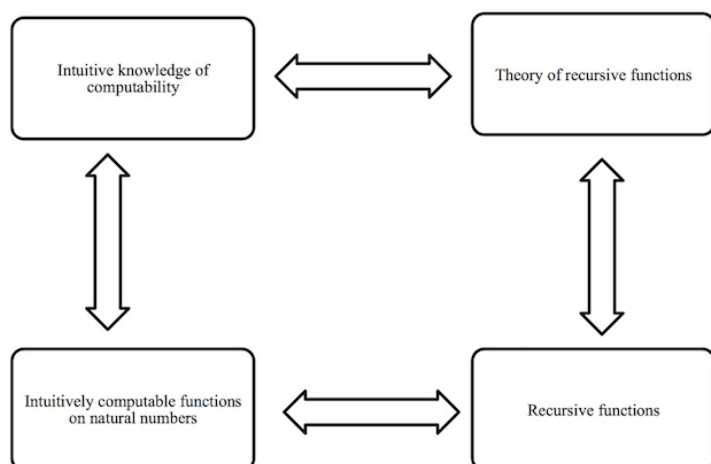 Intuitive knowledge of
computability
Theory of recursive functions
Intuitively computable functions
on natural numbers
Recursive functions